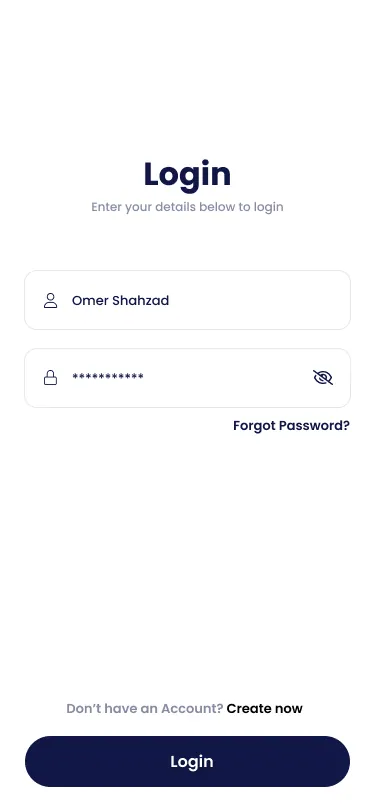 Login
Enter your details below to login
Omer Shahzad
***********
Forgot Password?
Don’t have an Account? Create now
Login